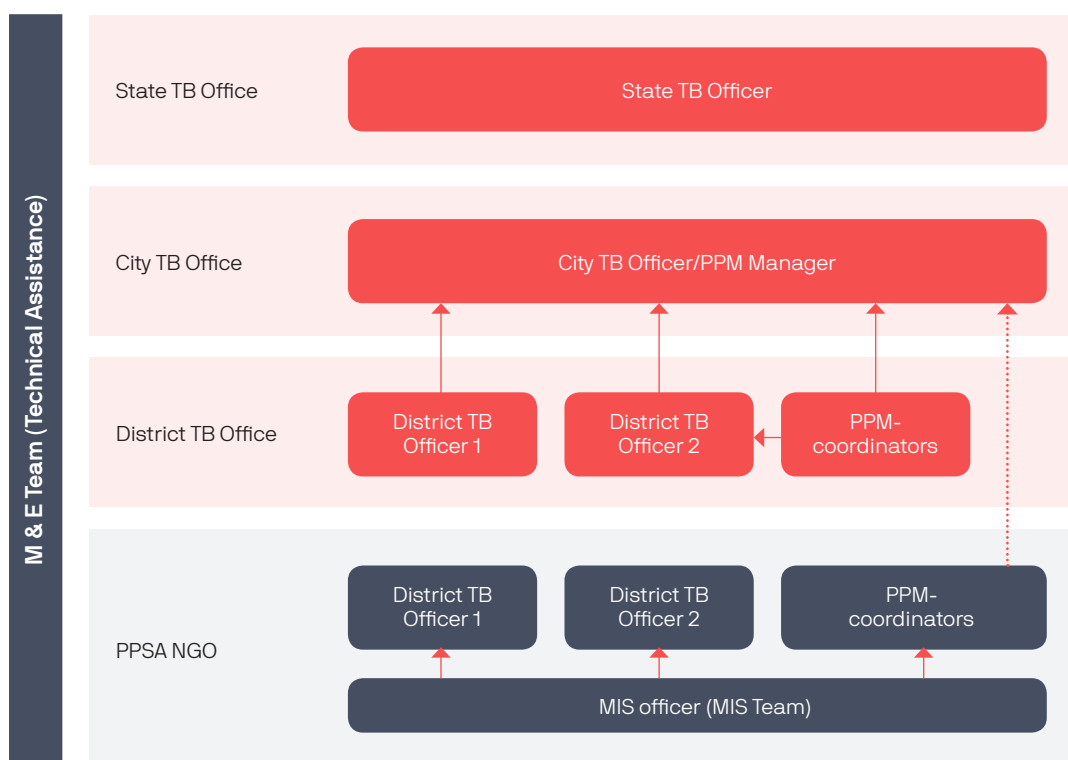 M & E Team (Technical Assistance)
State TB Office
State TB Officer
City TB Office
City TB Officer/PPM Manager
District TB Office
District TB
Officer 1
District TB
Officer 2
PPM-
coordinators
PPSA NGO
District TB
Officer 1
District TB
Officer 2
PPM-
coordinators
MIS officer (MIS Team)